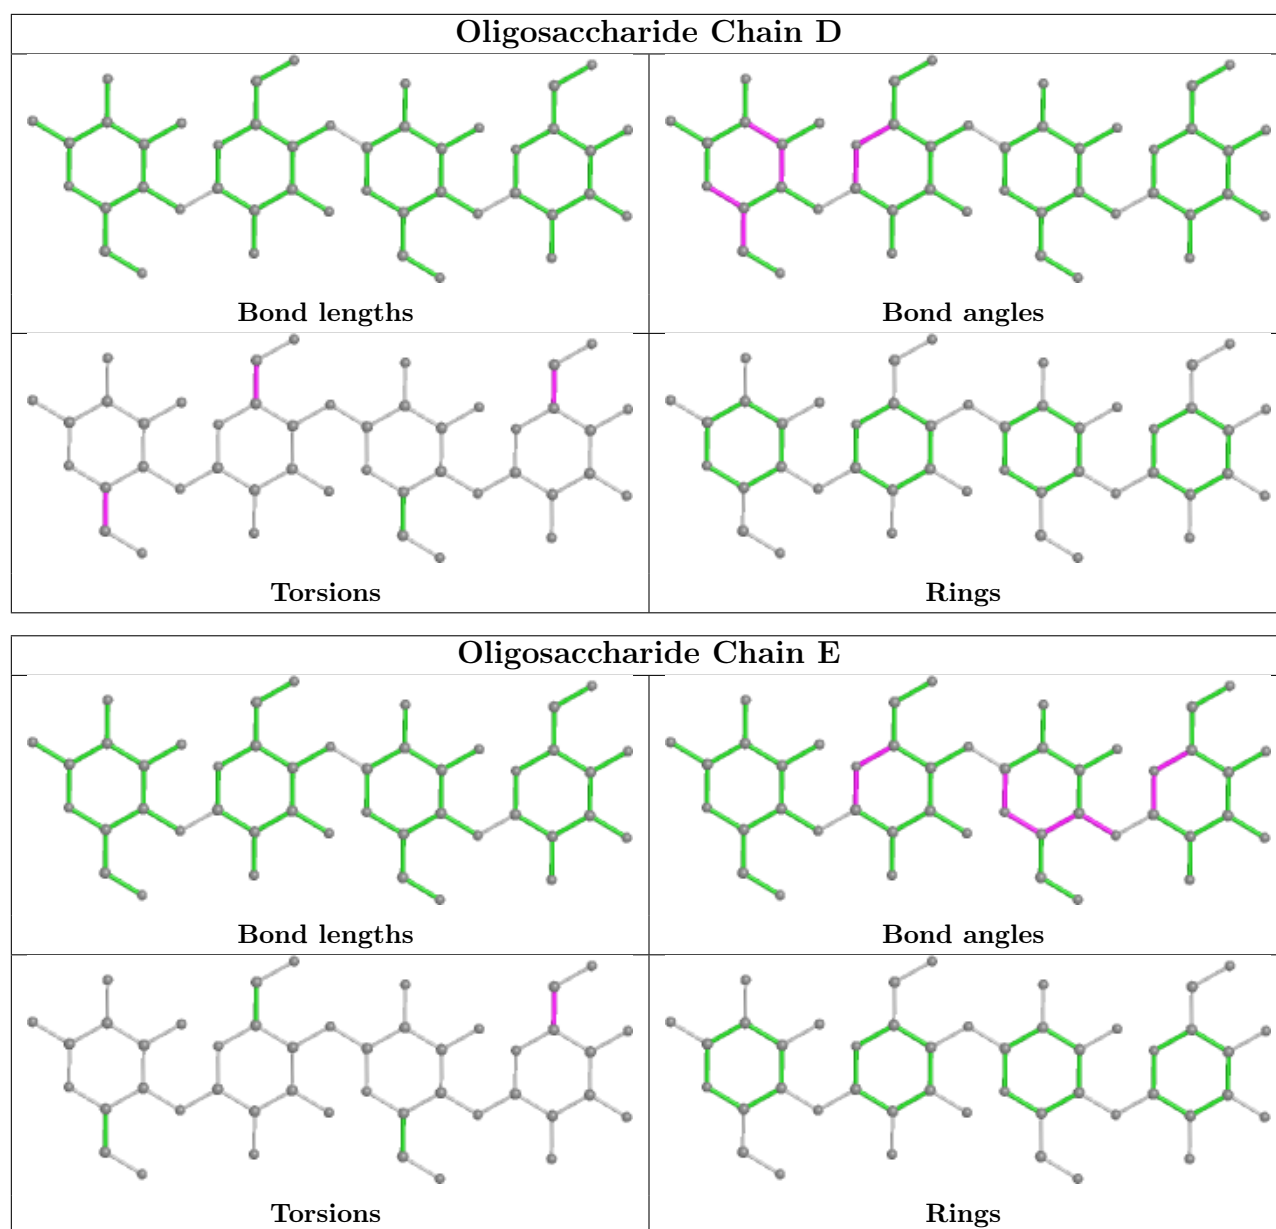 Oligosaccharide Chain D
Bond lengths
Bond angles
Torsions
Rings
Oligosaccharide Chain E
Bond lengths
Bond angles
Torsions
Rings